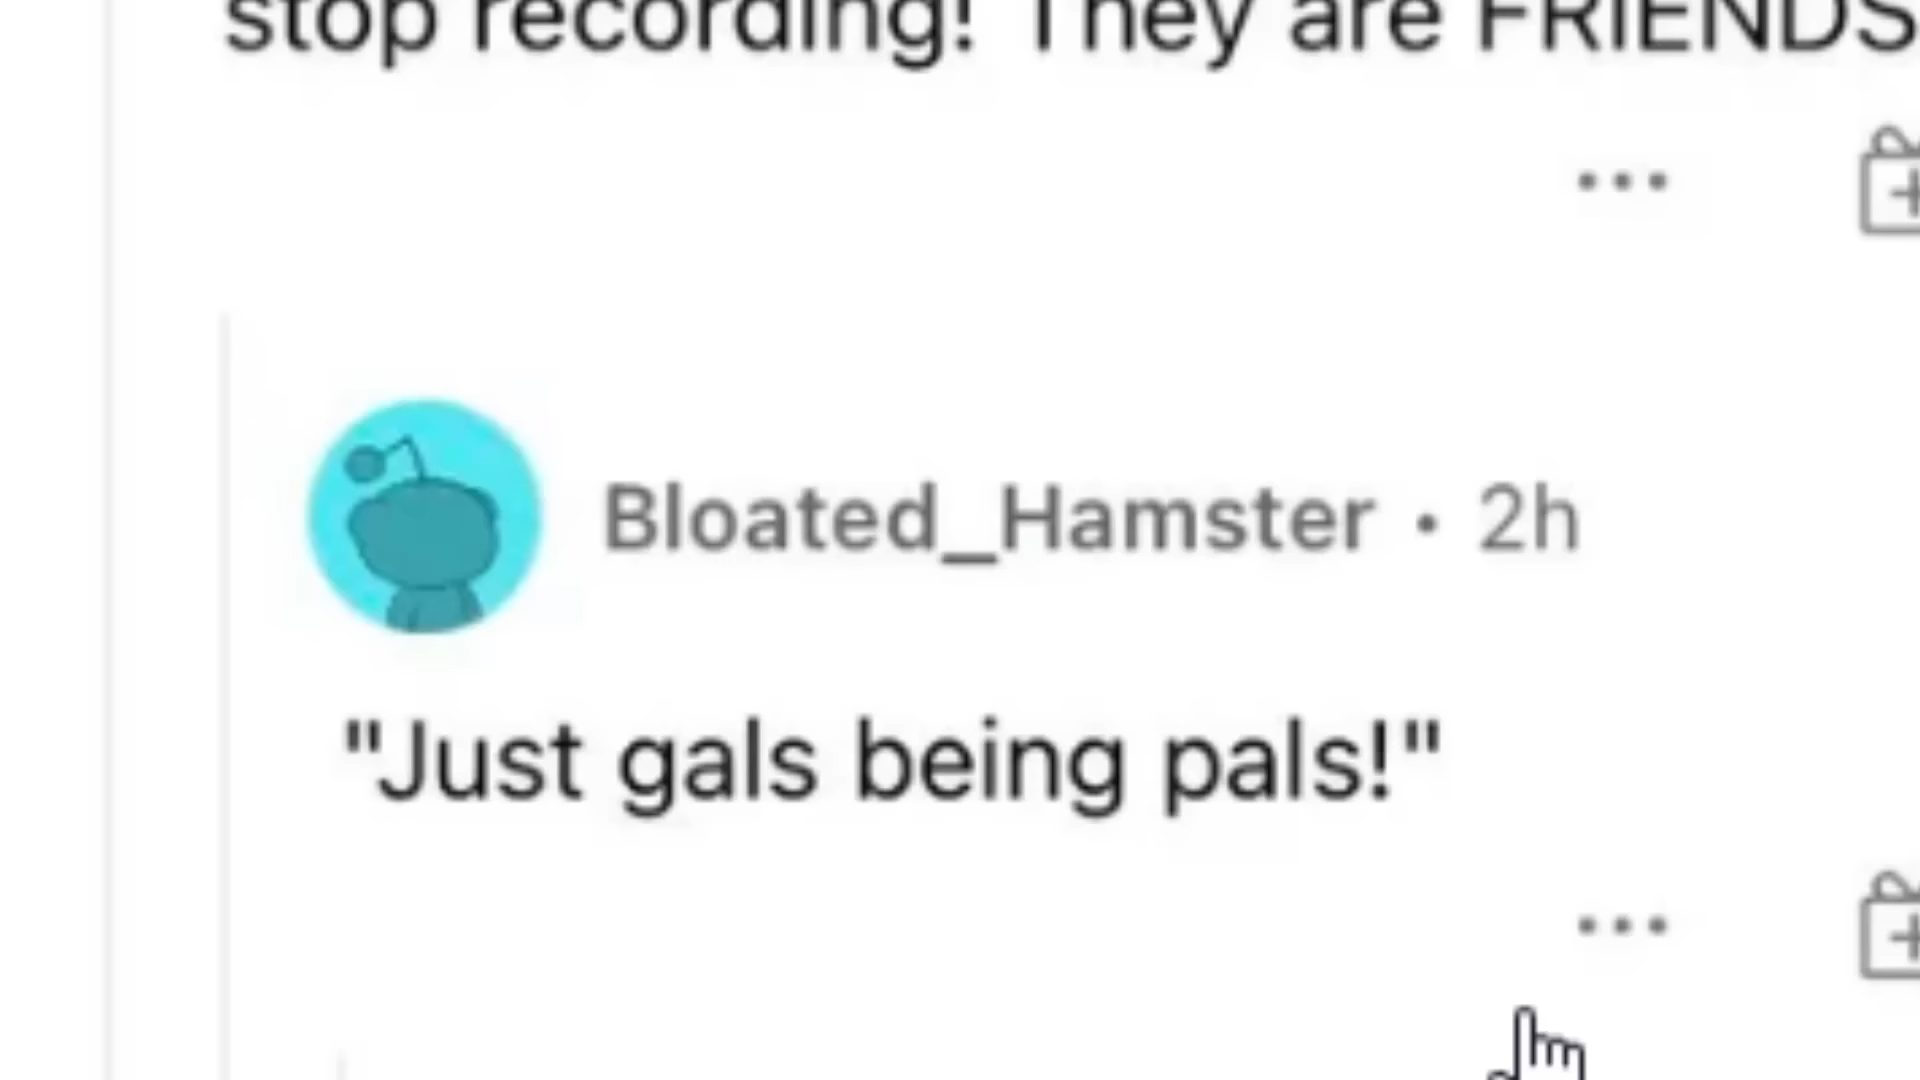 stop recording! They are FRIENDS
Bloated_Hamster • 2h
"Just gals being pals!"